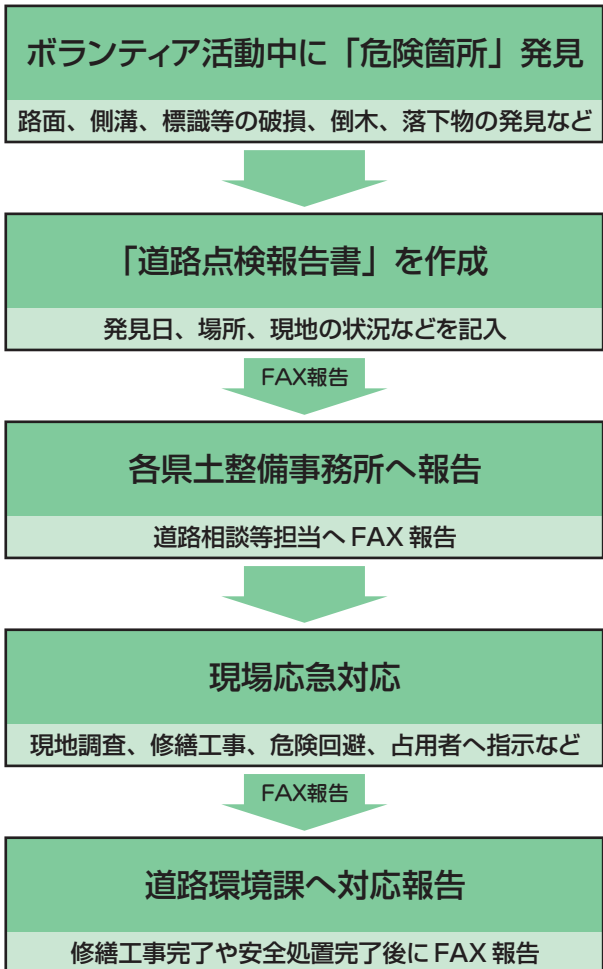 ボランティア活動中に「危険箇所」発見
路面、側溝、標識等の破損、倒木、落下物の発見など
「道路点検報告書」を作成
発見日、場所、現地の状況などを記入
FAX報告
各県土整備事務所へ報告
道路相談等担当へ FAX 報告
現場応急対応
現地調査、修繕工事、危険回避、占用者へ指示など
FAX報告
道路環境課へ対応報告
修繕工事完了や安全処置完了後に FAX 報告